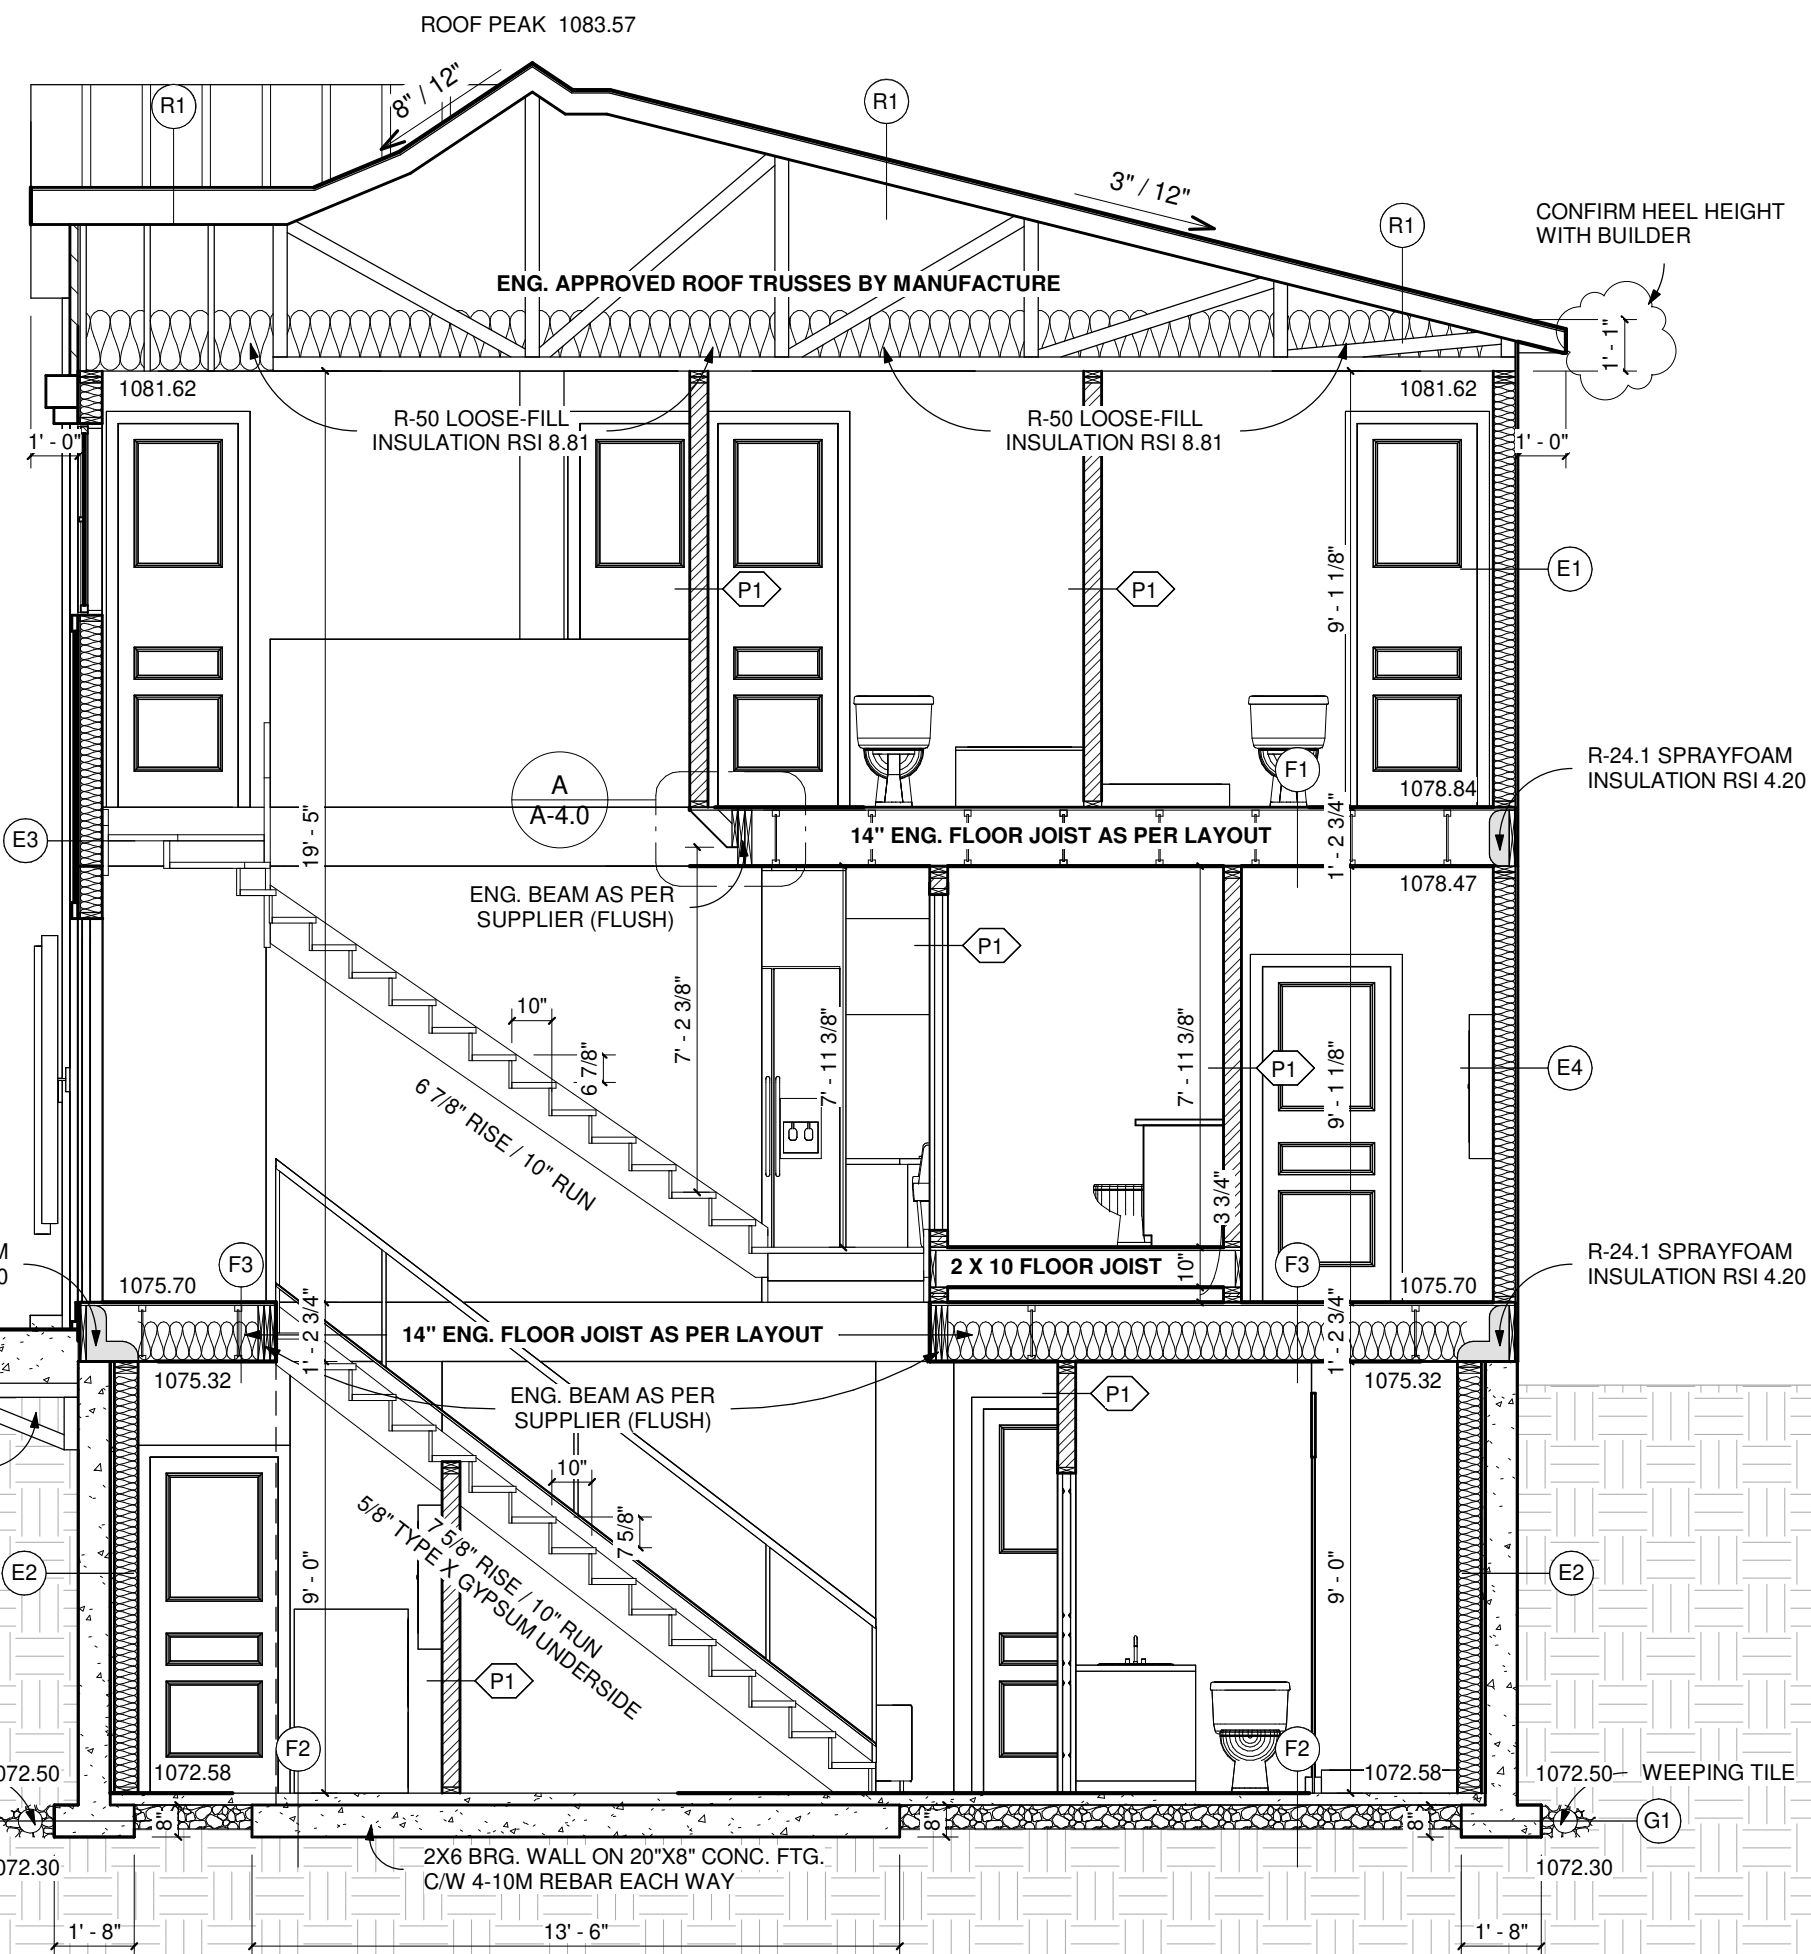 ROOF PEAK 1083.57
8" / 12"
R1
R1
3" / 12"
R1
CONFIRM HEEL HEIGHT
WITH BUILDER
ENG. APPROVED ROOF TRUSSES BY MANUFACTURE
1' - 1"
1081.62
1081.62
R-50 LOOSE-FILL
INSULATION RSI 8.81
R-50 LOOSE-FILL
INSULATION RSI 8.81
1' - 0"
1' - 0"
9' - 1 1/8"
E1
P1
P1
A
A-4.0
F1
1078.84
R-24.1 SPRAYFOAM
INSULATION RSI 4.20
E3
19' - 5"
14" ENG. FLOOR JOIST AS PER LAYOUT
1' - 2 3/4"
1078.47
ENG. BEAM AS PER
SUPPLIER (FLUSH)
P1
10"
6 7/8"
7' - 2 3/8"
7' - 11 3/8"
7' - 11 3/8"
P1
9' - 1 1/8"
E4
6 7/8" RISE / 10" RUN
3 3/4"
F3
2 X 10 FLOOR JOIST
10"
F3
R-24.1 SPRAYFOAM
INSULATION RSI 4.20
M
0
1075.70
1075.70
1' - 2 3/4"
14" ENG. FLOOR JOIST AS PER LAYOUT
1' - 2 3/4"
1075.32
1075.32
ENG. BEAM AS PER
SUPPLIER (FLUSH)
P1
10"
7 5/8"
7 5/8" RISE / 10" RUN
5/8" TYPE X GYPSUM UNDERSIDE
E2
9' - 0"
9' - 0"
E2
P1
F2
F2
072.50
1072.58
1072.58
1072.50
WEEPING TILE
8"
8"
8"
G1
072.30
2X6 BRG. WALL ON 20"X8" CONC. FTG.
C/W 4-10M REBAR EACH WAY
1072.30
1' - 8"
13' - 6"
1' - 8"